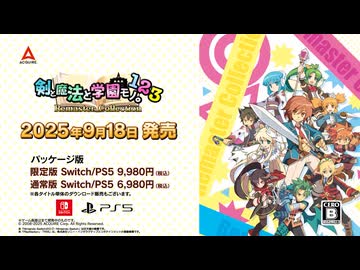 ACQUIRE
剣と魔法と学園モノ。123
Remaster Collection
2025年9月18日 発売
パッケージ版
限定版 Switch/PS5 9,980円(税込)
通常版 Switch/PS5 6,980円(税込)
※各タイトル単体のダウンロード販売もございます。
PS5
Remaster Collection
CERO
B